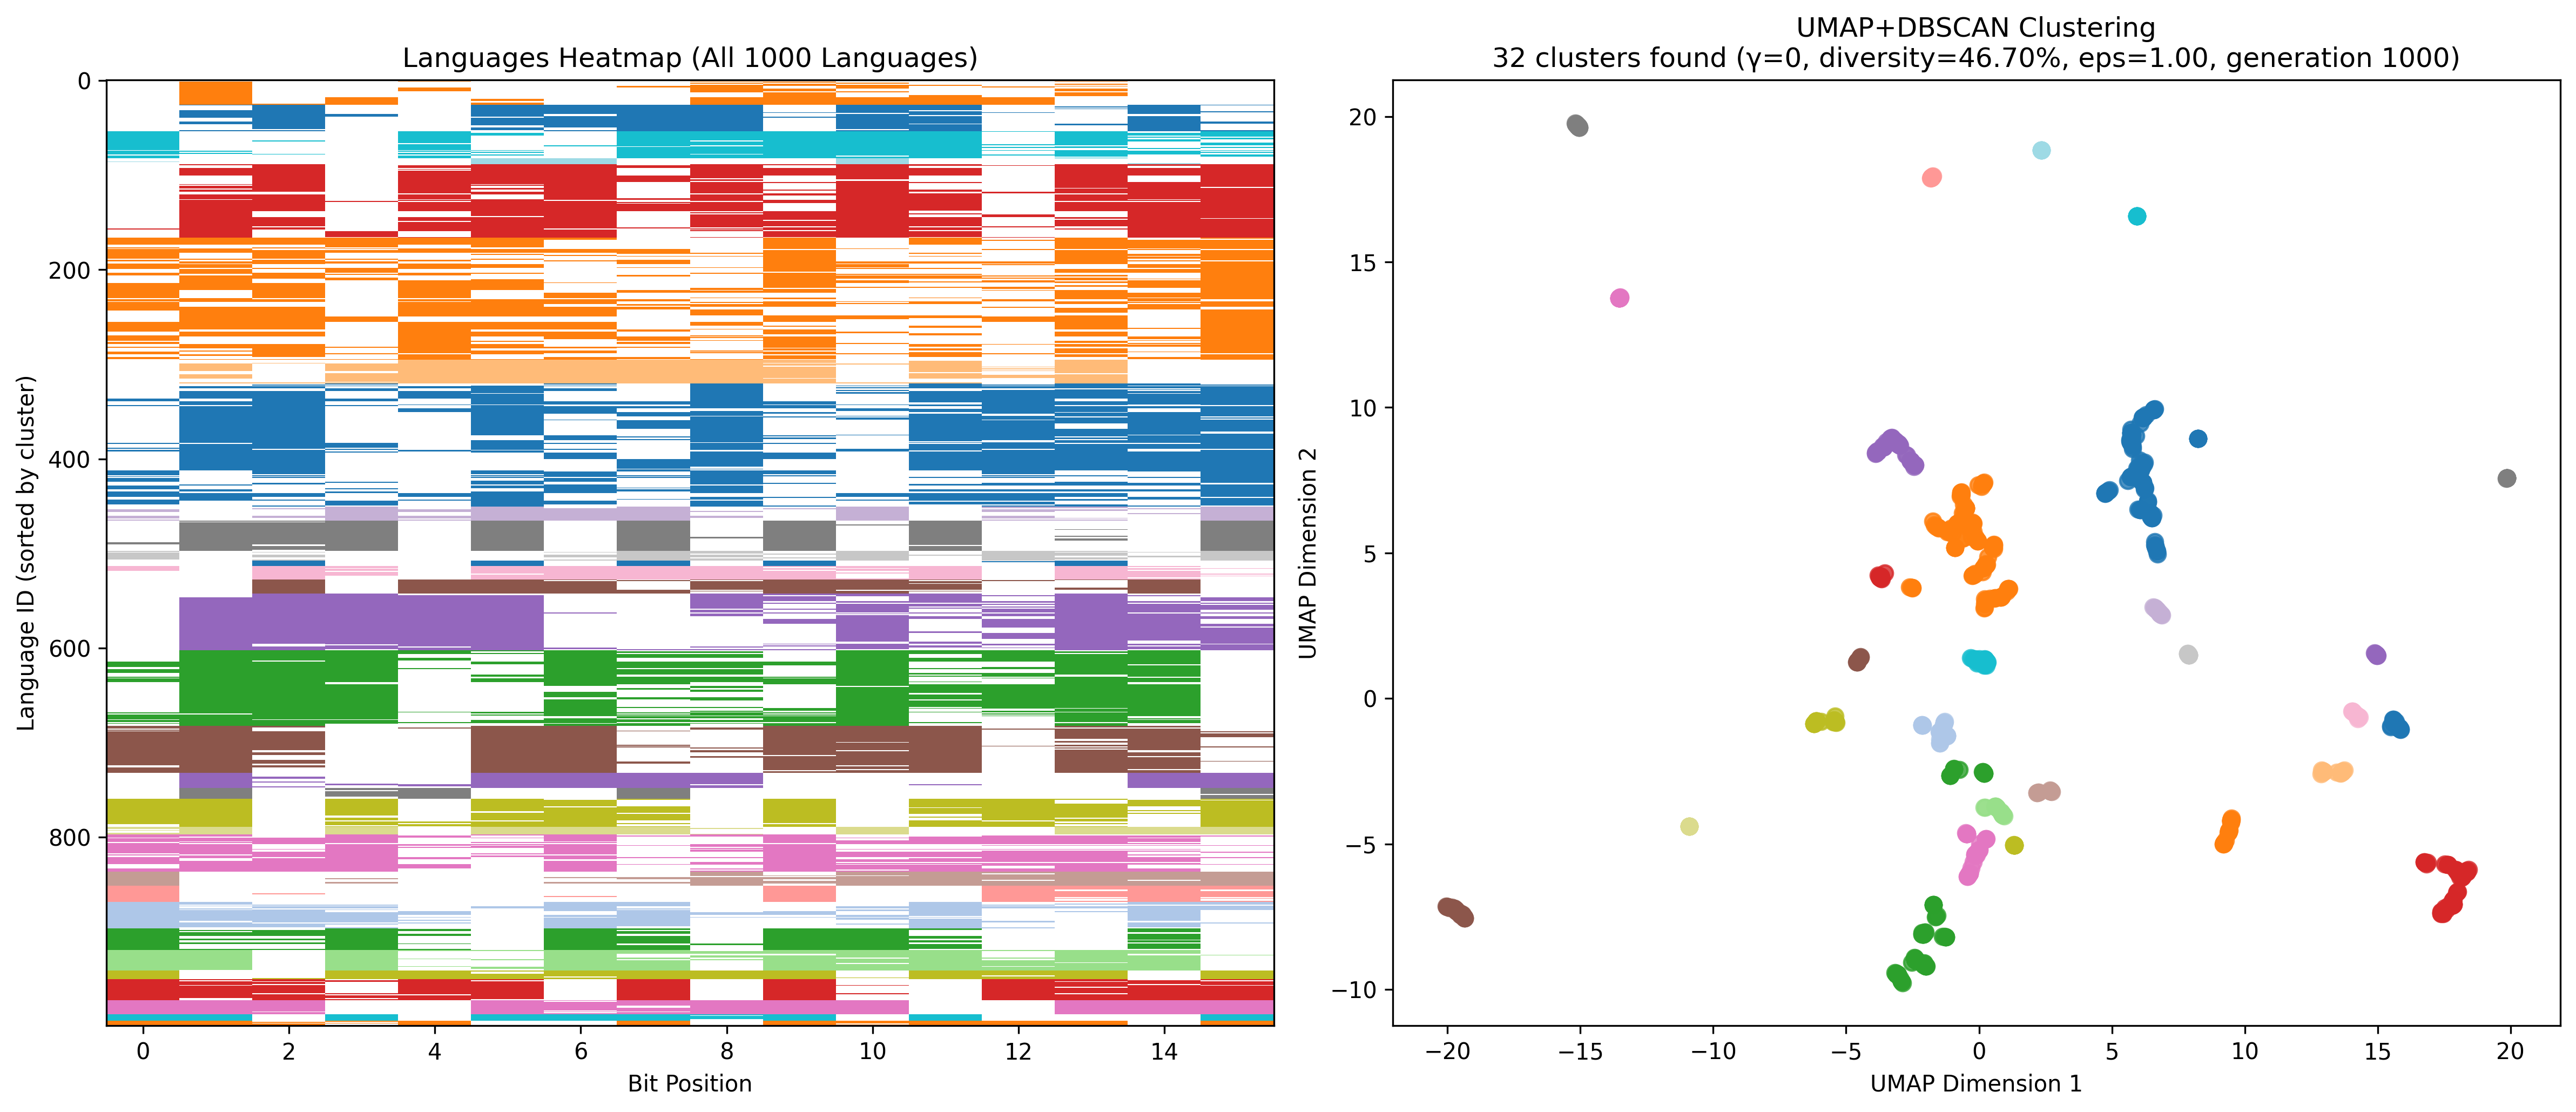 Languages Heatmap (All 1000 Languages)
0
200
400
600
800
Language ID (sorted by cluster)
0 2 4 6 8 10 12 14
Bit Position
UMAP+DBSCAN Clustering
32 clusters found (γ=0, diversity=46.70%, eps=1.00, generation 1000)
20
15
10
5
0
−5
−10
UMAP Dimension 2
−20 −15 −10 −5 0 5 10 15 20
UMAP Dimension 1